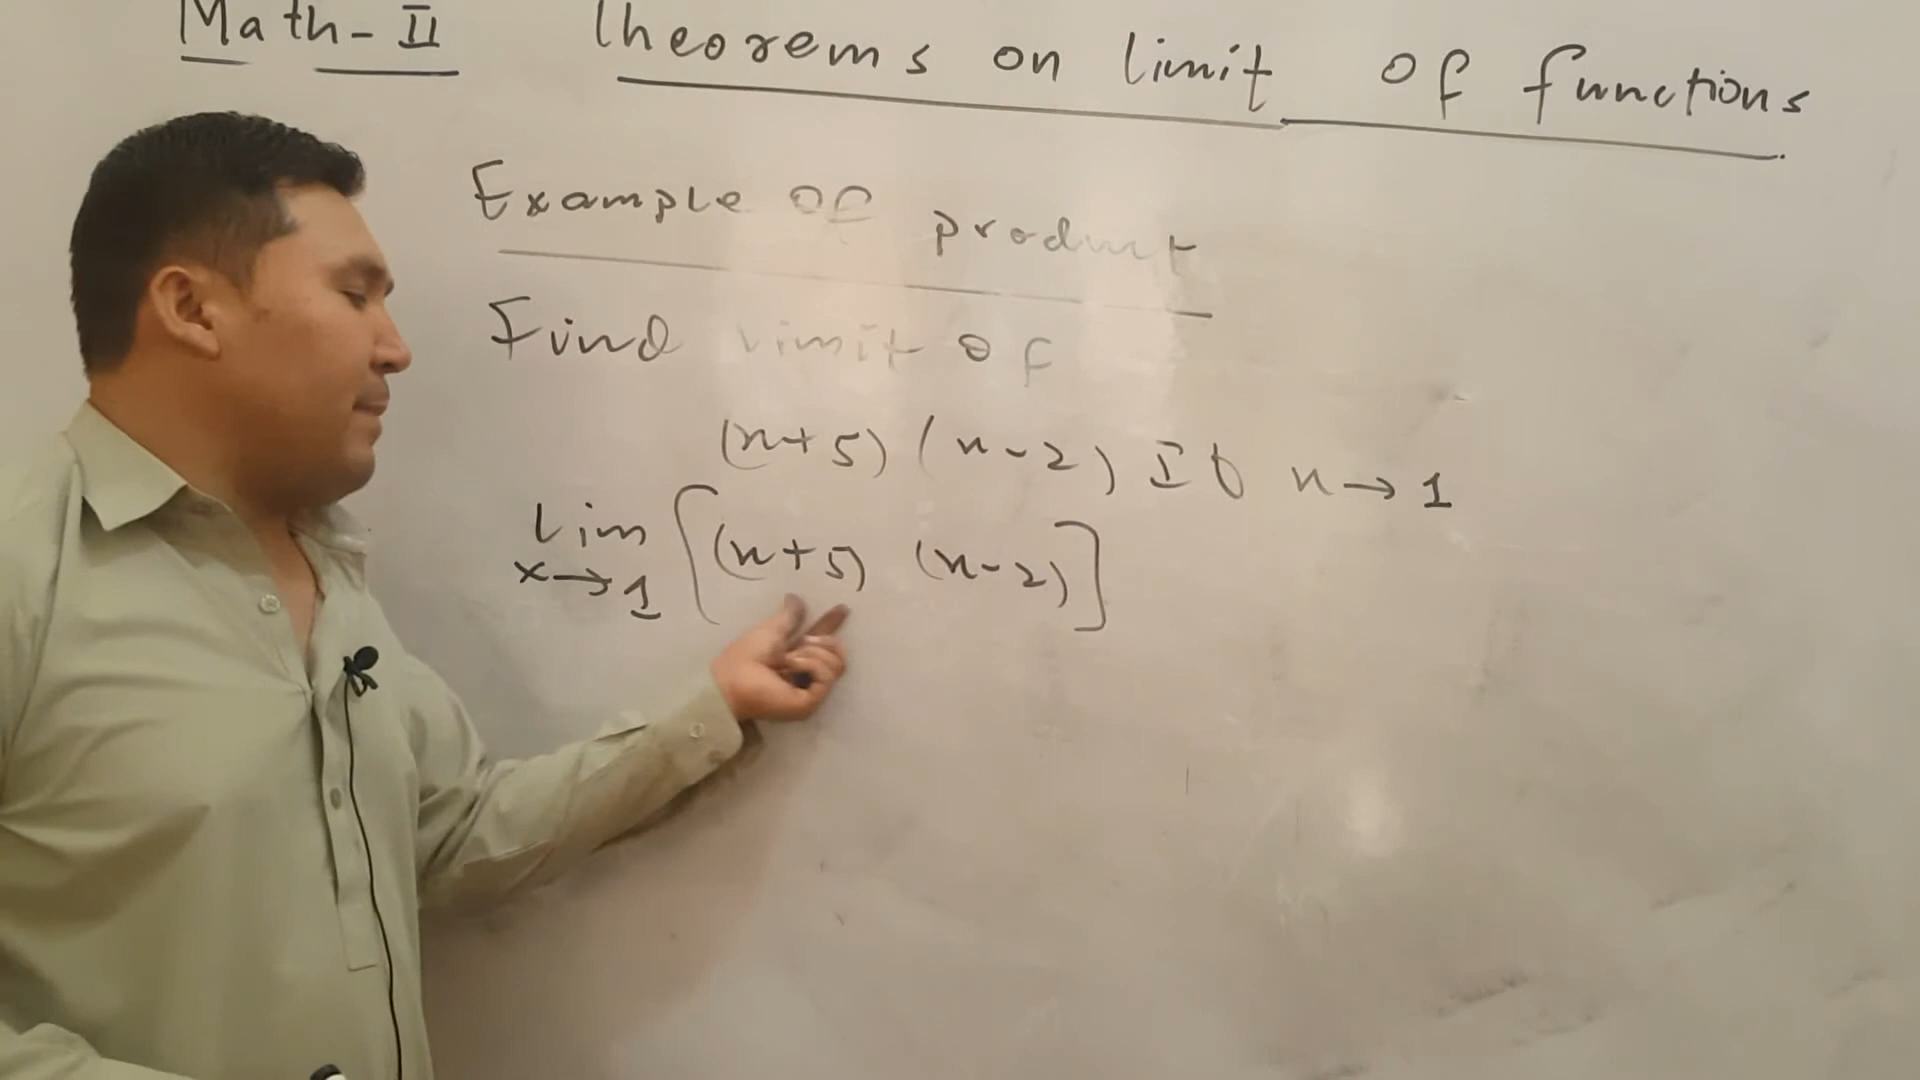 Math-II Theorems on limit of functions
Example of product
Find limit of
(x+5) (x-2) If x→1
lim x→1 [(x+5) (x-2)]